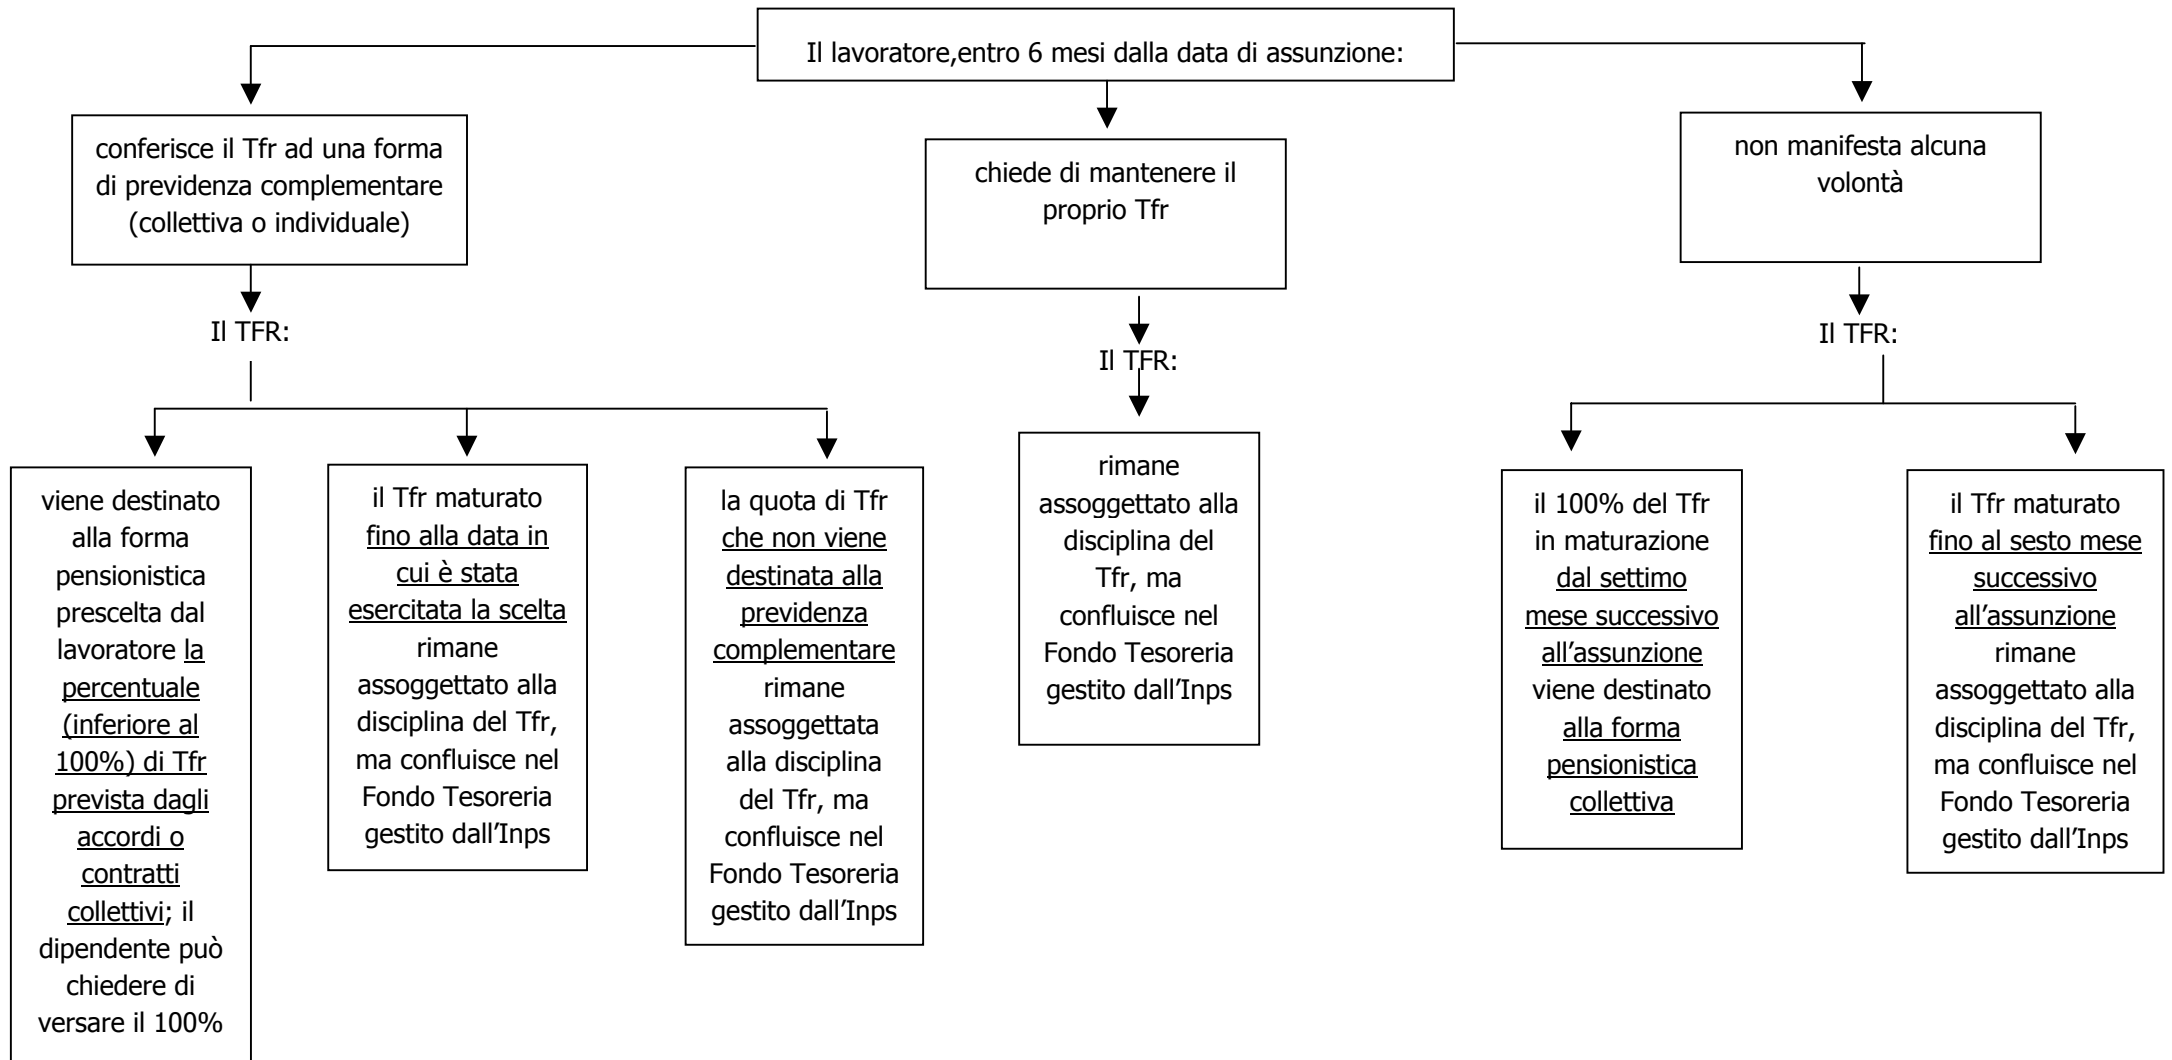 Il lavoratore,entro 6 mesi dalla data di assunzione:
conferisce il Tfr ad una forma
di previdenza complementare
(collettiva o individuale)
chiede di mantenere il
proprio Tfr
non manifesta alcuna
volontà
Il TFR:
Il TFR:
Il TFR:
viene destinato
alla forma
pensionistica
prescelta dal
lavoratore la
percentuale
(inferiore al
100%) di Tfr
prevista dagli
accordi o
contratti
collettivi; il
dipendente può
chiedere di
versare il 100%
il Tfr maturato
fino alla data in
cui è stata
esercitata la scelta
rimane
assoggettato alla
disciplina del Tfr,
ma confluisce nel
Fondo Tesoreria
gestito dall'Inps
la quota di Tfr
che non viene
destinata alla
previdenza
complementare
rimane
assoggettata
alla disciplina
del Tfr, ma
confluisce nel
Fondo Tesoreria
gestito dall'Inps
rimane
assoggettato alla
disciplina del
Tfr, ma
confluisce nel
Fondo Tesoreria
gestito dall'Inps
il 100% del Tfr
in maturazione
dal settimo
mese successivo
all'assunzione
viene destinato
alla forma
pensionistica
collettiva
il Tfr maturato
fino al sesto mese
successivo
all'assunzione
rimane
assoggettato alla
disciplina del Tfr,
ma confluisce nel
Fondo Tesoreria
gestito dall'Inps